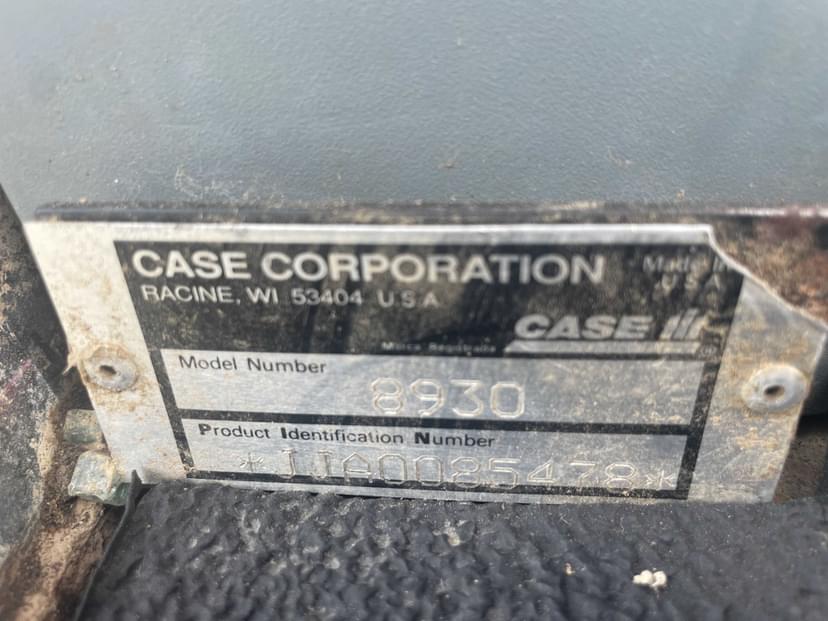 CASE CORPORATION
RACINE, WI 53404 U.S.A
Made in
U S A
CASE IH
Marca Registrada
Model Number
8930
Product Identification Number
*JJA0085478*